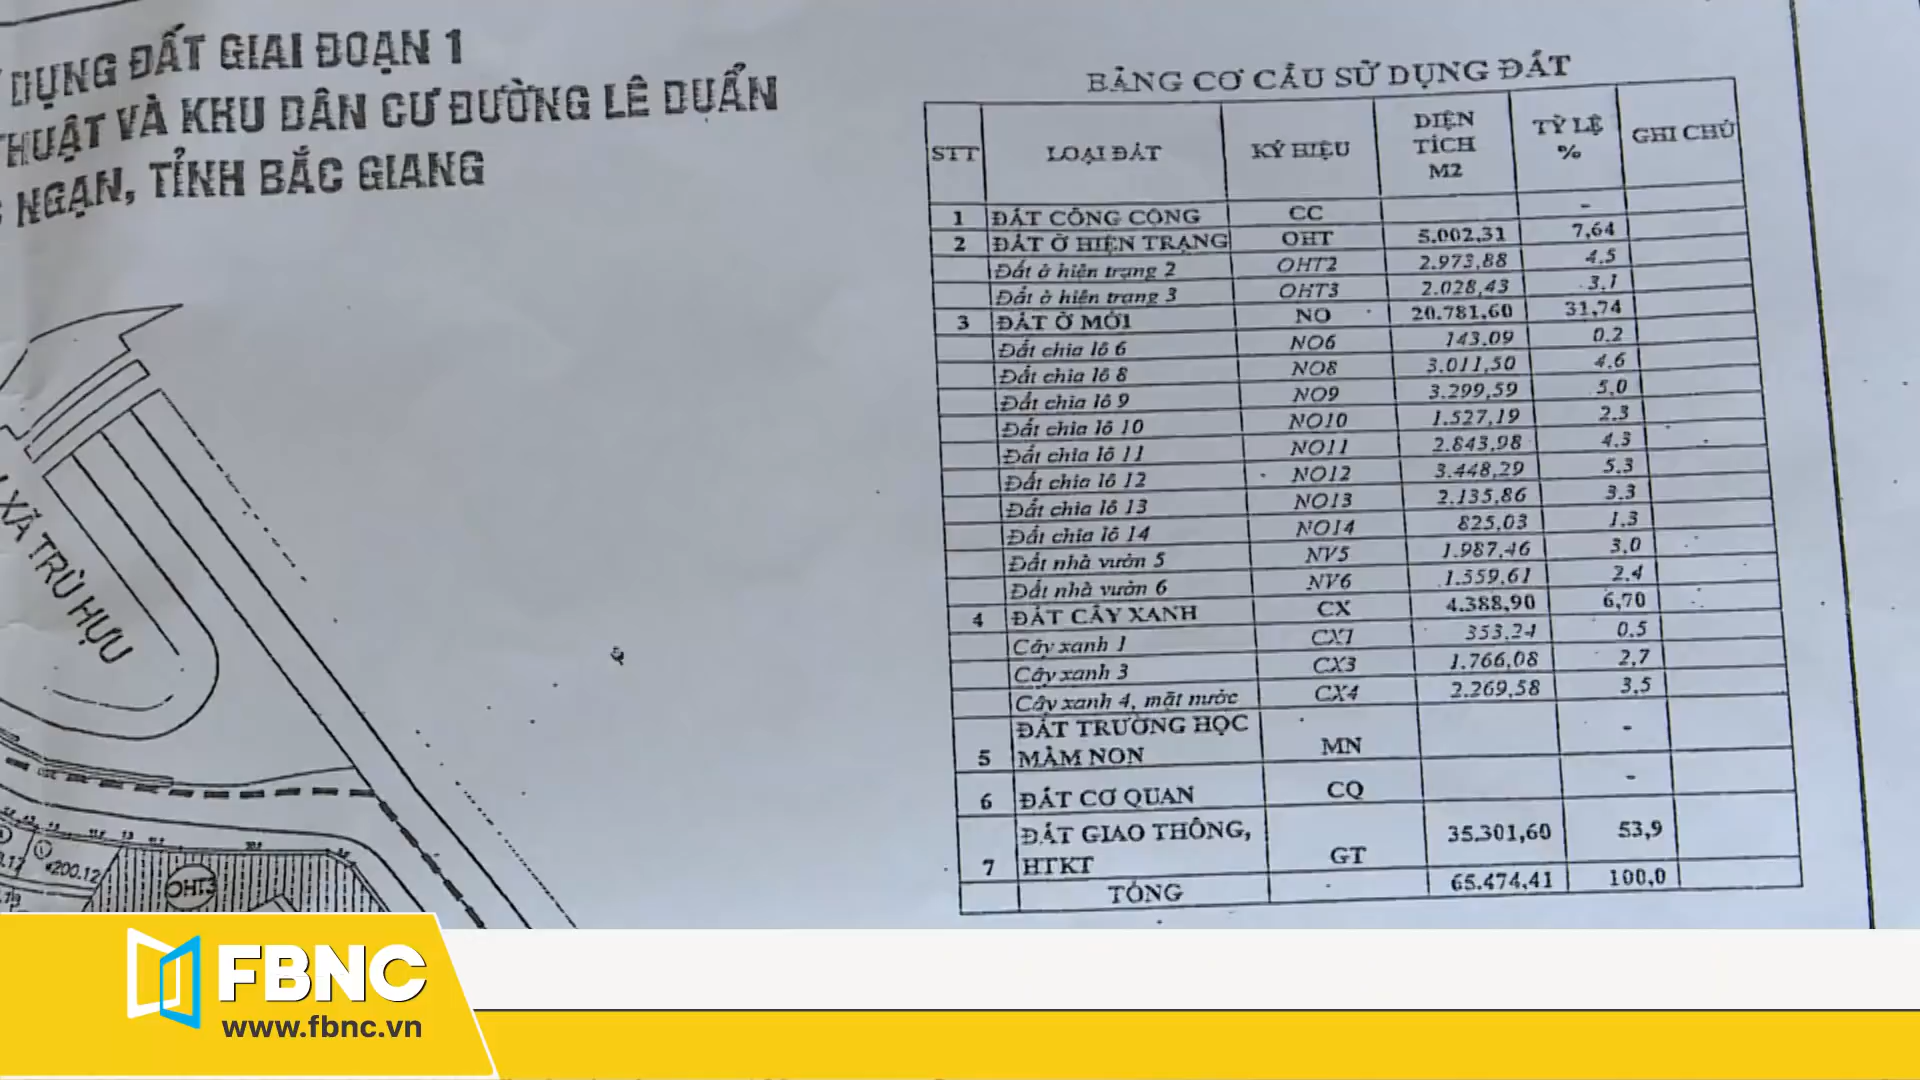 DỤNG ĐẤT GIAI ĐOẠN 1
THUẬT VÀ KHU DÂN CƯ ĐƯỜNG LÊ DUẨN
NGẠN, TỈNH BẮC GIANG
XÃ TRÙ HỰU
200.12
OHT3
BẢNG CƠ CẤU SỬ DỤNG ĐẤT
STT LOẠI ĐẤT KÝ HIỆU DIỆN TÍCH M2 TỶ LỆ % GHI CHÚ
1 ĐẤT CÔNG CỘNG CC -
2 ĐẤT Ở HIỆN TRẠNG OHT 5.002,31 7,64
Đất ở hiện trạng 2 OHT2 2.973,88 4,5
Đất ở hiện trạng 3 OHT3 2.028,43 3,1
3 ĐẤT Ở MỚI NO 20.781,60 31,74
Đất chia lô 6 NO6 143,09 0,2
Đất chia lô 8 NO8 3.011,50 4,6
Đất chia lô 9 NO9 3.299,59 5,0
Đất chia lô 10 NO10 1.527,19 2,3
Đất chia lô 11 NO11 2.843,98 4,3
Đất chia lô 12 NO12 3.448,29 5,3
Đất chia lô 13 NO13 2.135,86 3,3
Đất chia lô 14 NO14 825,03 1,3
Đất nhà vườn 5 NV5 1.987,46 3,0
Đất nhà vườn 6 NV6 1.559,61 2,4
4 ĐẤT CÂY XANH CX 4.388,90 6,70
Cây xanh 1 CX1 353,24 0,5
Cây xanh 3 CX3 1.766,08 2,7
Cây xanh 4, mặt nước CX4 2.269,58 3,5
5 ĐẤT TRƯỜNG HỌC MẦM NON MN -
6 ĐẤT CƠ QUAN CQ -
7 ĐẤT GIAO THÔNG, HTKT GT 35.301,60 53,9
TỔNG 65.474,41 100,0
FBNC
www.fbnc.vn